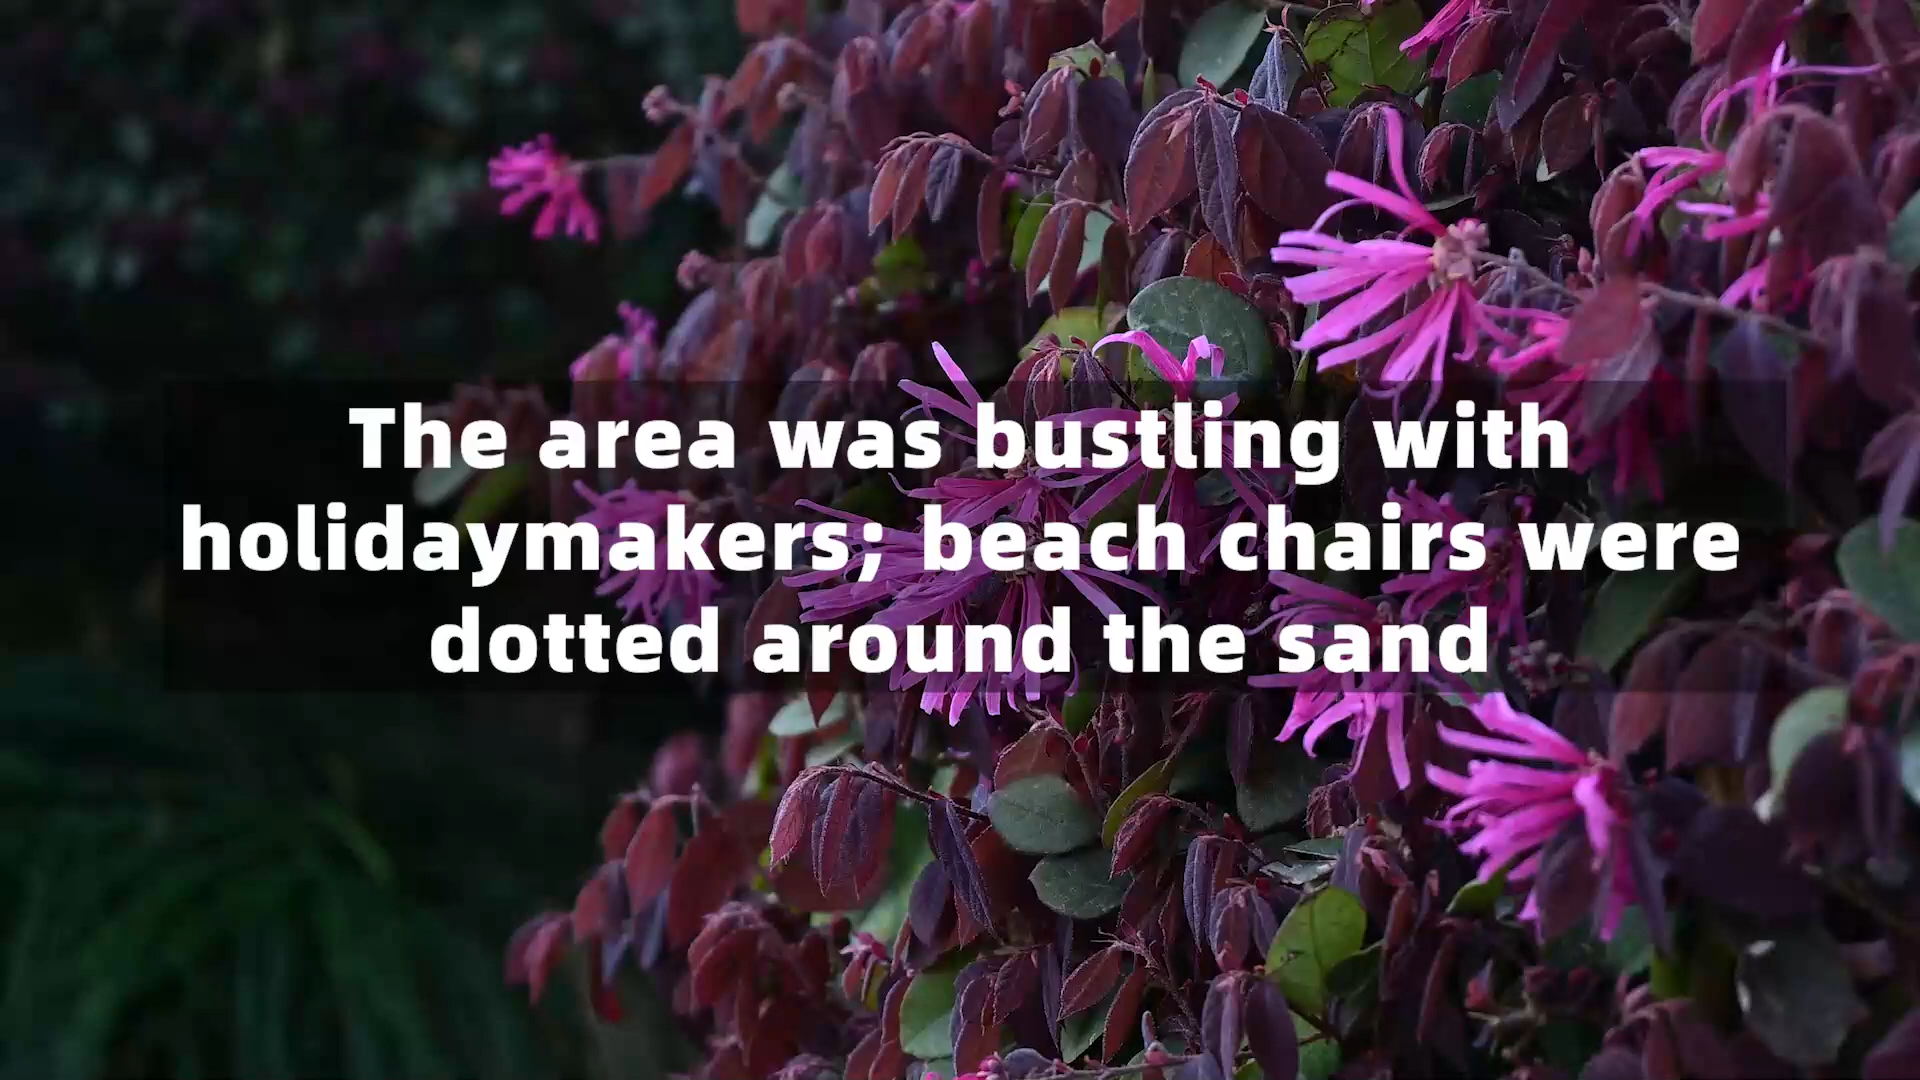 The area was bustling with
holidaymakers; beach chairs were
dotted around the sand